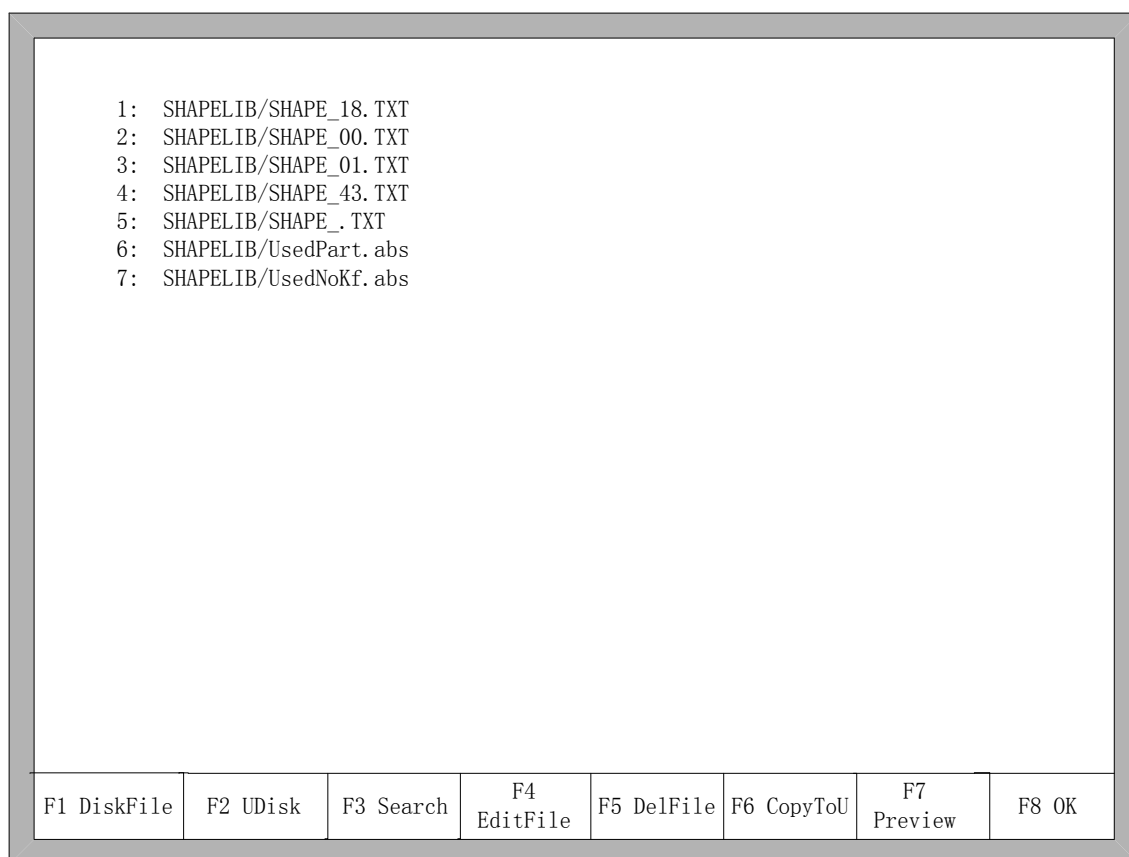 1: SHAPELIB/SHAPE_18.TXT
2: SHAPELIB/SHAPE_00.TXT
3: SHAPELIB/SHAPE_01.TXT
4: SHAPELIB/SHAPE_43.TXT
5: SHAPELIB/SHAPE_.TXT
6: SHAPELIB/UsedPart.abs
7: SHAPELIB/UsedNoKf.abs
F1 DiskFile
F2 UDisk
F3 Search
F4
EditFile
F5 DelFile
F6 CopyToU
F7
Preview
F8 OK